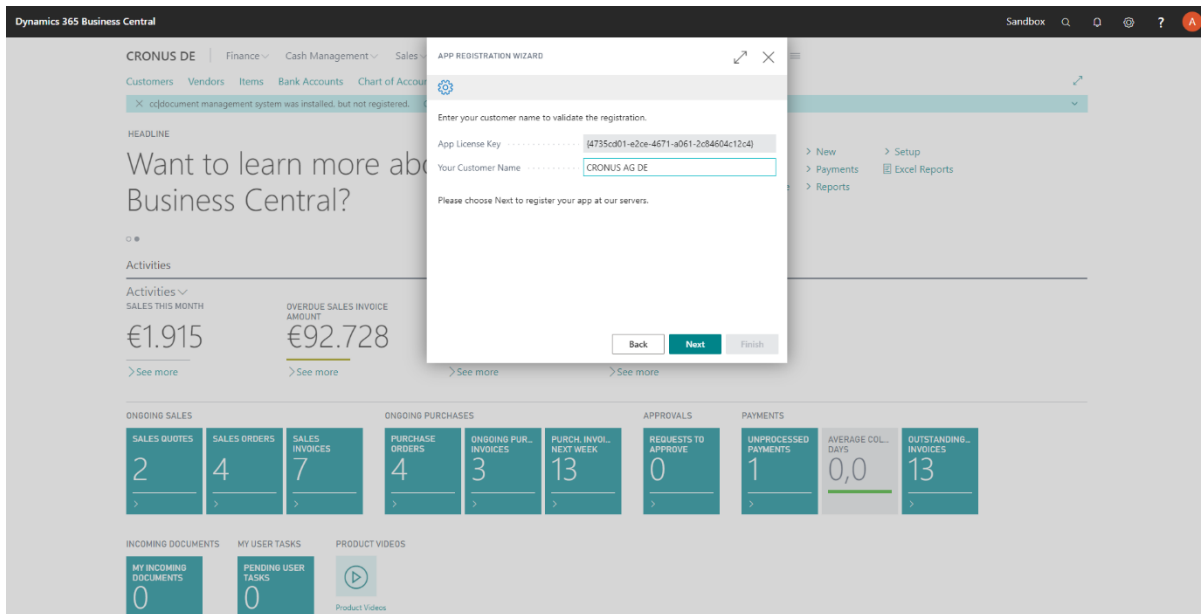 Dynamics 365 Business Central
Sandbox
?
A
CRONUS DE
Finance
Cash Management
Sales
Customers
Vendors
Items
Bank Accounts
Chart of Accour
cc|document management system was installed, but not registered.
HEADLINE
Want to learn more abo
Business Central?
APP REGISTRATION WIZARD
Enter your customer name to validate the registration.
App License Key
{4735cd01-e2ce-4671-a061-2c84604c12c4}
Your Customer Name
CRONUS AG DE
Please choose Next to register your app at our servers.
Back
Next
Finish
> New
> Setup
> Payments
Excel Reports
> Reports
Activities
Activities
SALES THIS MONTH
€1.915
>See more
OVERDUE SALES INVOICE
AMOUNT
€92.728
>See more
>See more
>See more
ONGOING SALES
SALES QUOTES
2
SALES ORDERS
4
SALES
INVOICES
7
ONGOING PURCHASES
PURCHASE
ORDERS
4
ONGOING PUR...
INVOICES
3
PURCH. INVOI...
NEXT WEEK
13
APPROVALS
REQUESTS TO
APPROVE
0
PAYMENTS
UNPROCESSED
PAYMENTS
1
AVERAGE COL...
DAYS
0,0
OUTSTANDING...
INVOICES
13
INCOMING DOCUMENTS
MY INCOMING
DOCUMENTS
0
MY USER TASKS
PENDING USER
TASKS
0
PRODUCT VIDEOS
Product Videos